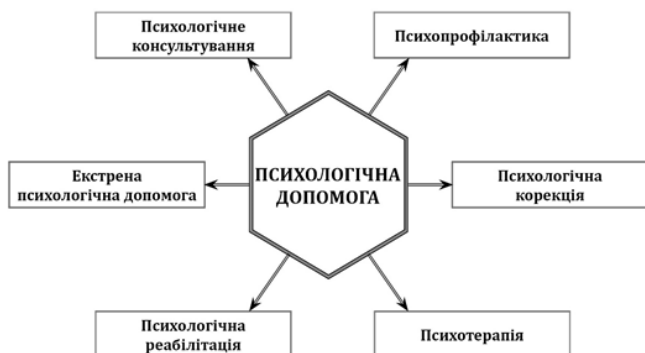 Психологічне
консультування
Психопрофілактика
Екстрена
психологічна допомога
ПСИХОЛОГІЧНА
ДОПОМОГА
Психологічна
корекція
Психологічна
реабілітація
Психотерапія